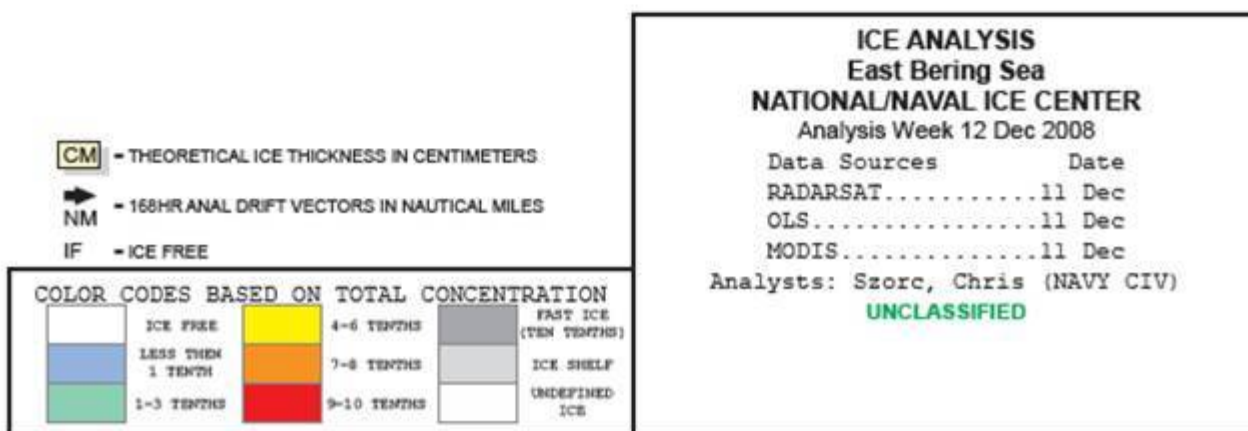 CM - THEORETICAL ICE THICKNESS IN CENTIMETERS
NM - 168HR ANAL DRIFT VECTORS IN NAUTICAL MILES
IF - ICE FREE
COLOR CODES BASED ON TOTAL CONCENTRATION
ICE FREE
LESS THEN
1 TENTH
1-3 TENTHS
4-6 TENTHS
7-8 TENTHS
9-10 TENTHS
FAST ICE
(TEN TENTHS)
ICE SHELF
UNDEFINED
ICE
ICE ANALYSIS
East Bering Sea
NATIONAL/NAVAL ICE CENTER
Analysis Week 12 Dec 2008
Data Sources Date
RADARSAT............11 Dec
OLS.................11 Dec
MODIS...............11 Dec
Analysts: Szorc, Chris (NAVY CIV)
UNCLASSIFIED